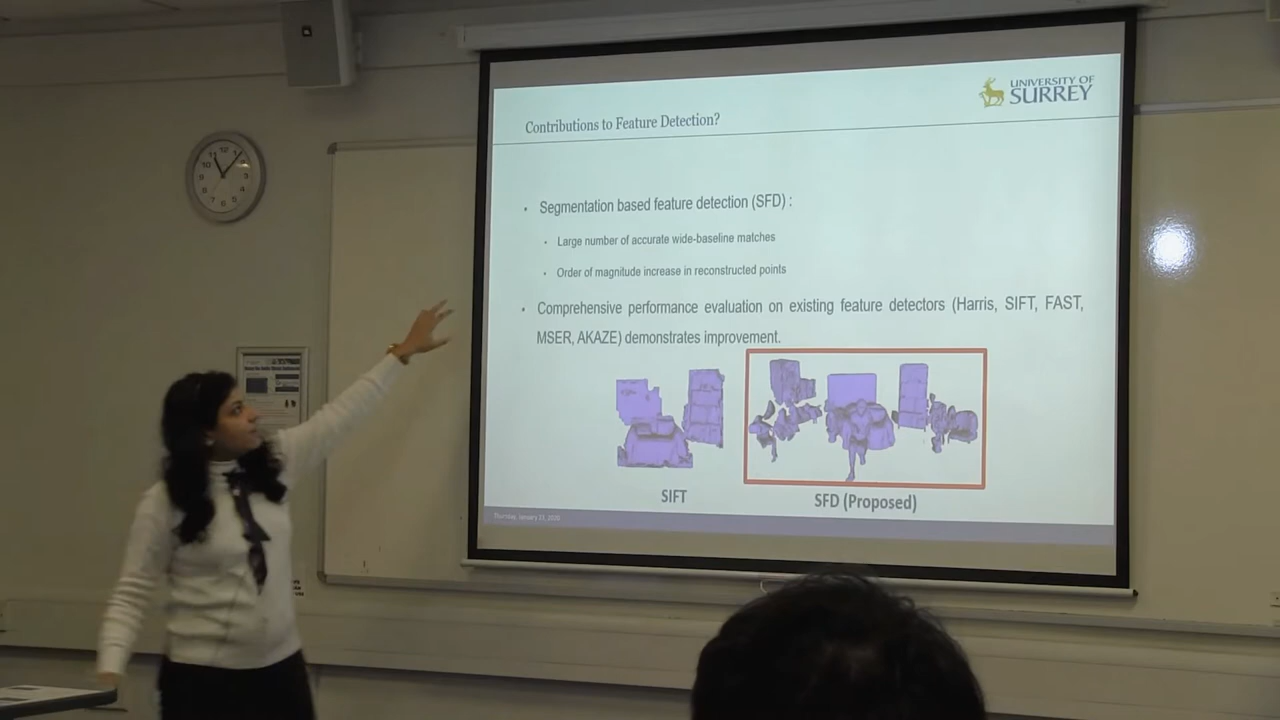 UNIVERSITY OF
SURREY
Contributions to Feature Detection?
• Segmentation based feature detection (SFD) :
• Large number of accurate wide-baseline matches
• Order of magnitude increase in reconstructed points
• Comprehensive performance evaluation on existing feature detectors (Harris, SIFT, FAST,
MSER, AKAZE) demonstrates improvement.
SIFT
SFD (Proposed)